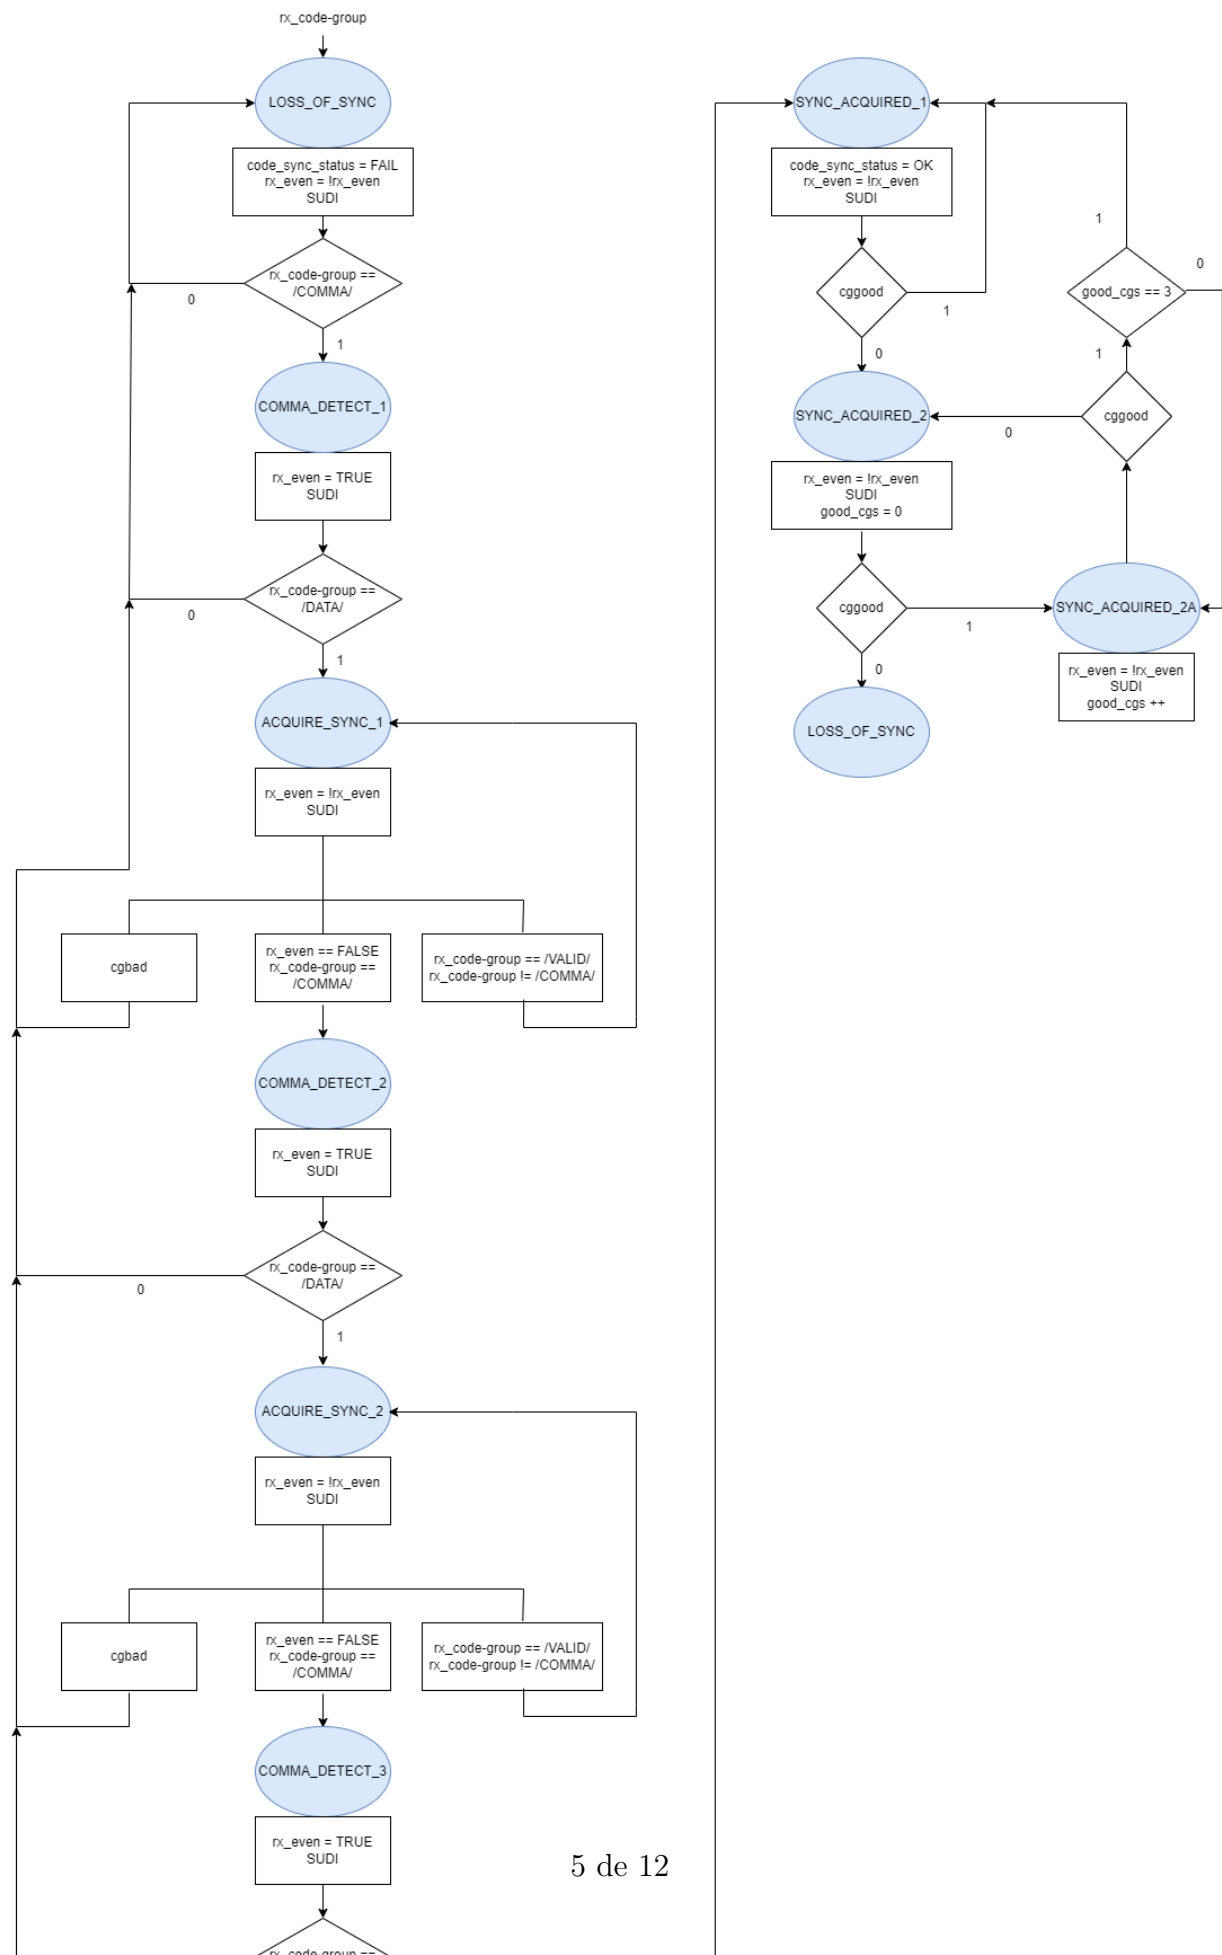 rx_code-group
LOSS_OF_SYNC
code_sync_status = FAIL
rx_even = !rx_even
SUDI
rx_code-group ==
/COMMA/
0
1
COMMA_DETECT_1
rx_even = TRUE
SUDI
rx_code-group ==
/DATA/
0
1
ACQUIRE_SYNC_1
rx_even = !rx_even
SUDI
cgbad
rx_even == FALSE
rx_code-group ==
/COMMA/
rx_code-group == /VALID/
rx_code-group != /COMMA/
COMMA_DETECT_2
rx_even = TRUE
SUDI
rx_code-group ==
/DATA/
0
1
ACQUIRE_SYNC_2
rx_even = !rx_even
SUDI
cgbad
rx_even == FALSE
rx_code-group ==
/COMMA/
rx_code-group == /VALID/
rx_code-group != /COMMA/
COMMA_DETECT_3
rx_even = TRUE
SUDI
rx_code-group ==
SYNC_ACQUIRED_1
code_sync_status = OK
rx_even = !rx_even
SUDI
cggood
1
0
SYNC_ACQUIRED_2
rx_even = !rx_even
SUDI
good_cgs = 0
cggood
1
0
LOSS_OF_SYNC
1
0
good_cgs == 3
1
cggood
0
SYNC_ACQUIRED_2A
rx_even = !rx_even
SUDI
good_cgs ++
5 de 12